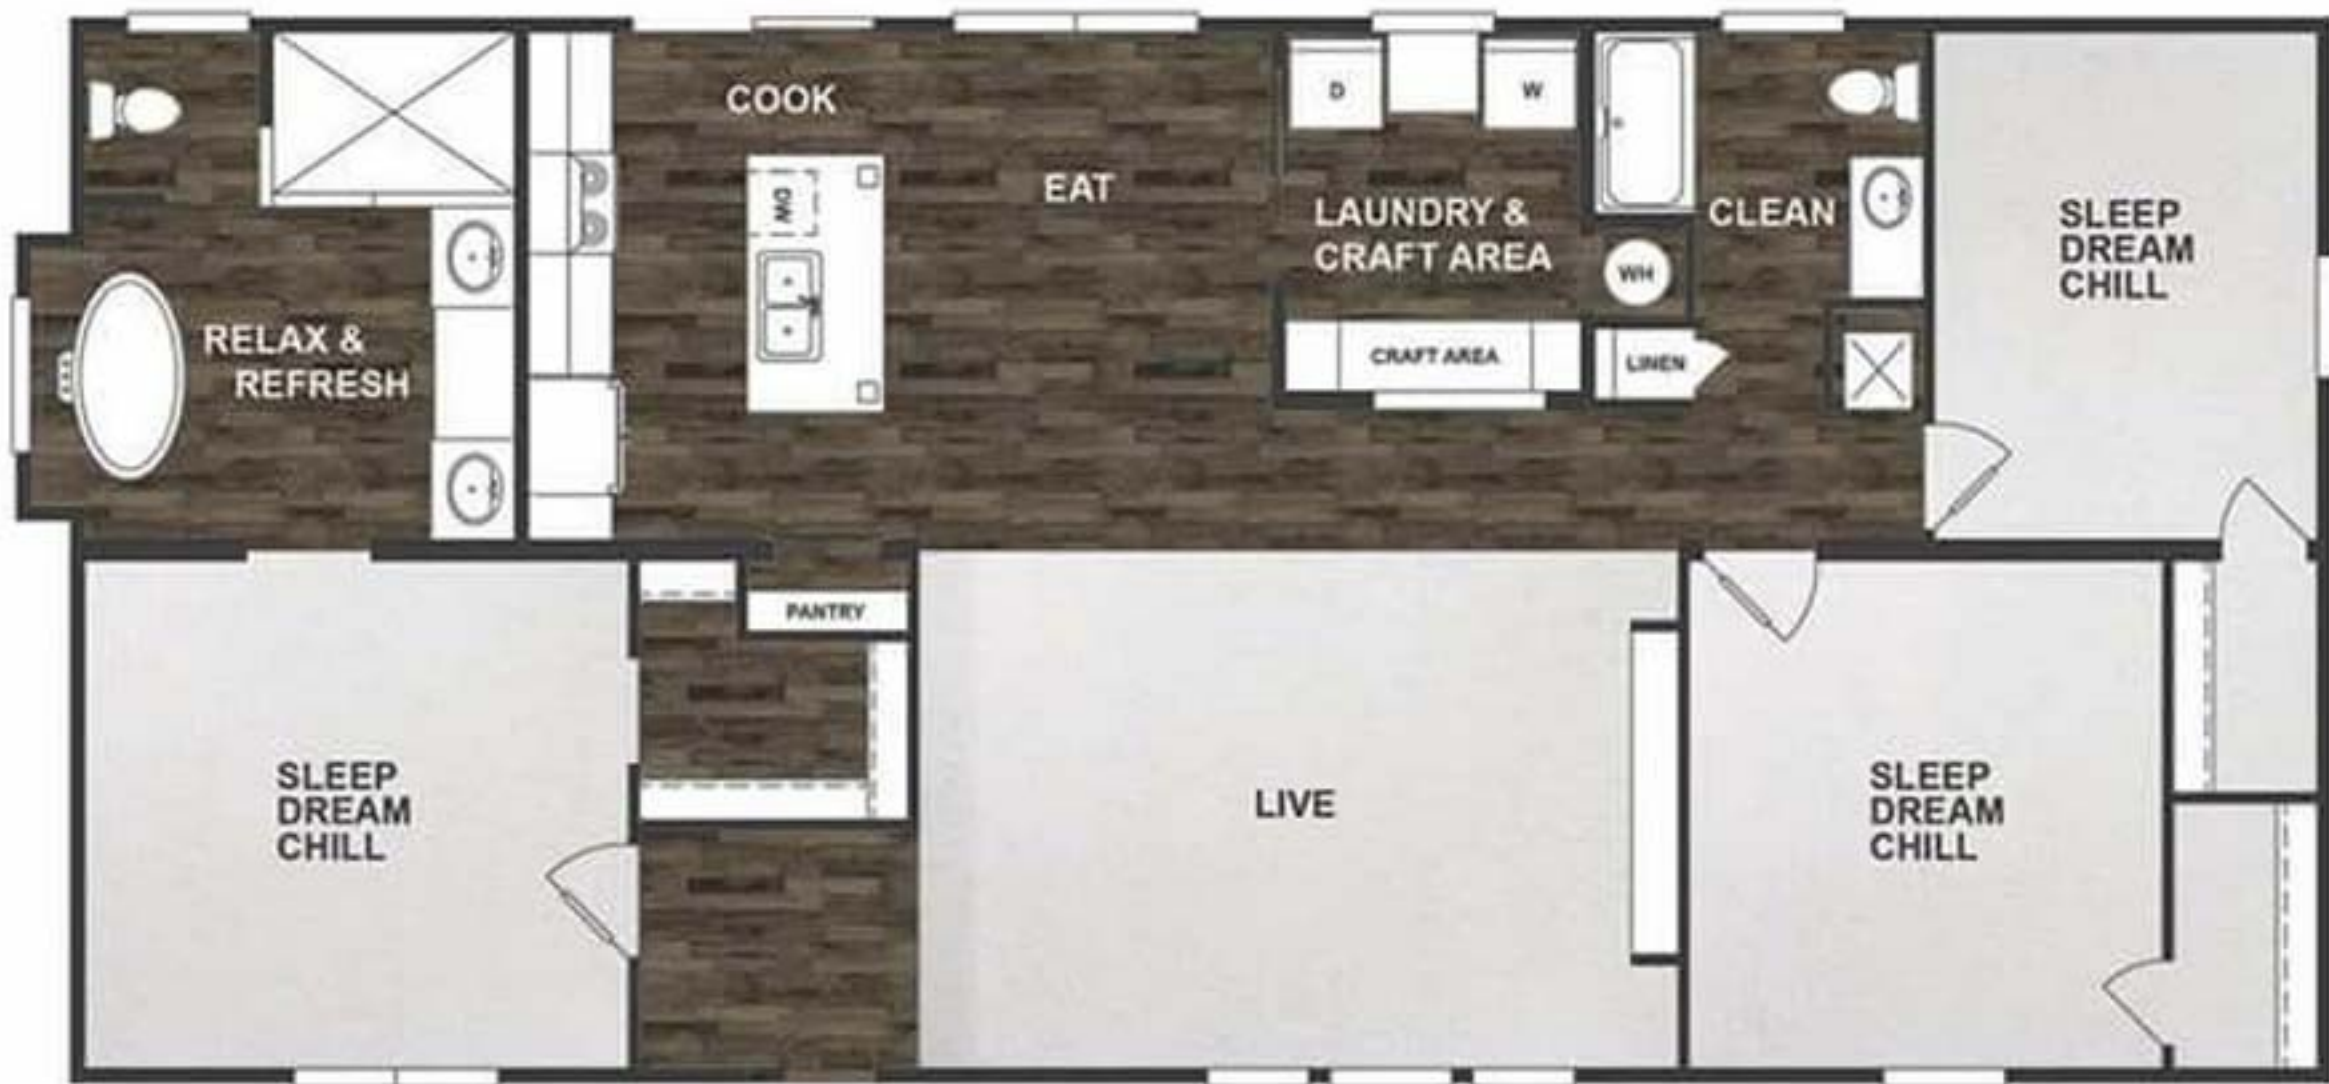 COOK
EAT
D
W
DW
LAUNDRY &
CRAFT AREA
CLEAN
SLEEP
DREAM
CHILL
WH
RELAX &
REFRESH
CRAFT AREA
LINEN
PANTRY
SLEEP
DREAM
CHILL
LIVE
SLEEP
DREAM
CHILL